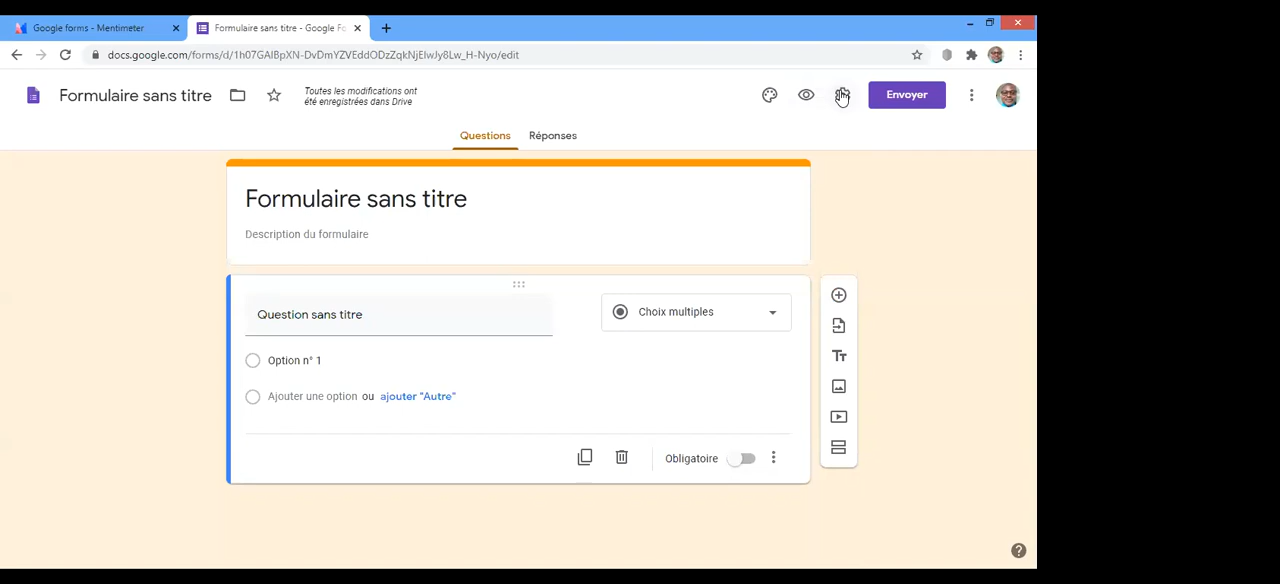 Google forms - Mentimeter
Formulaire sans titre - Google Fo
docs.google.com/forms/d/1h07GAlBpXN-DvDmYZVEddODzZqkNjElwJy8Lw_H-Nyo/edit
Formulaire sans titre
Toutes les modifications ont
été enregistrées dans Drive
Envoyer
Questions
Réponses
Formulaire sans titre
Description du formulaire
Question sans titre
Choix multiples
Option n° 1
Ajouter une option ou ajouter "Autre"
Obligatoire